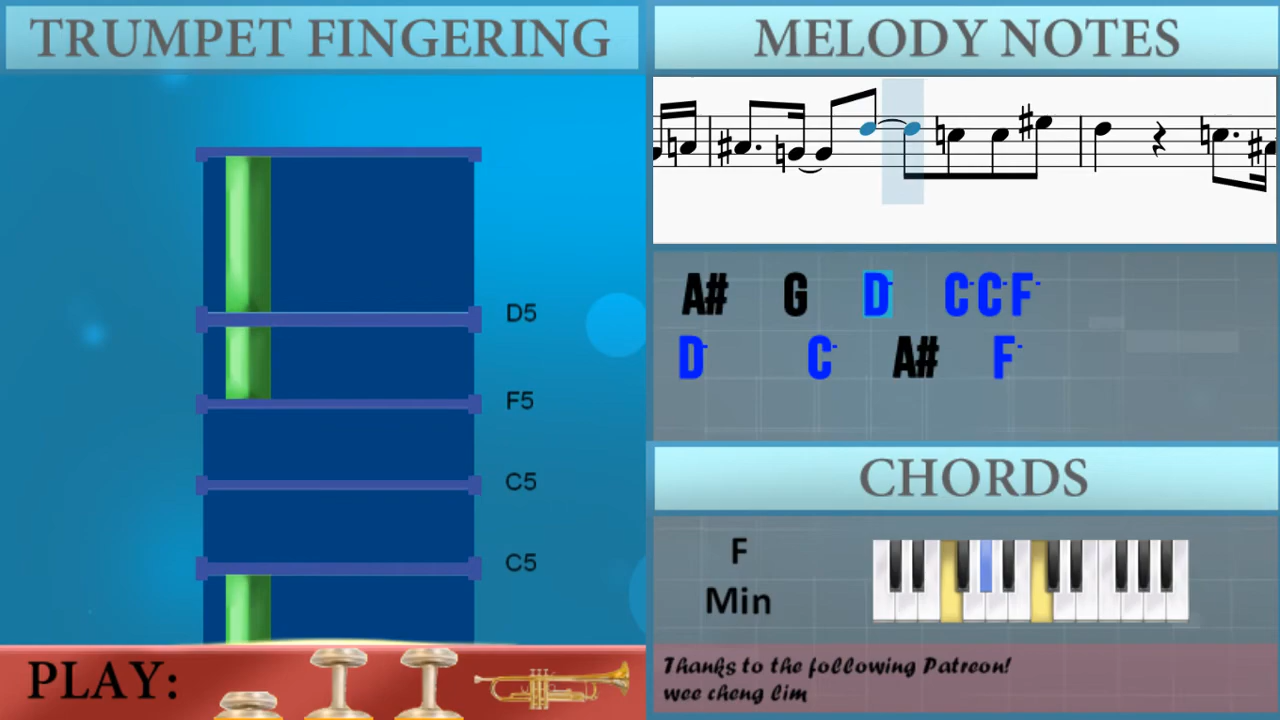 TRUMPET FINGERING
D5
F5
C5
C5
PLAY:
MELODY NOTES
A# G D- C- C- F-
D- C- A# F-
CHORDS
F
Min
Thanks to the following Patreon!
wee cheng lim